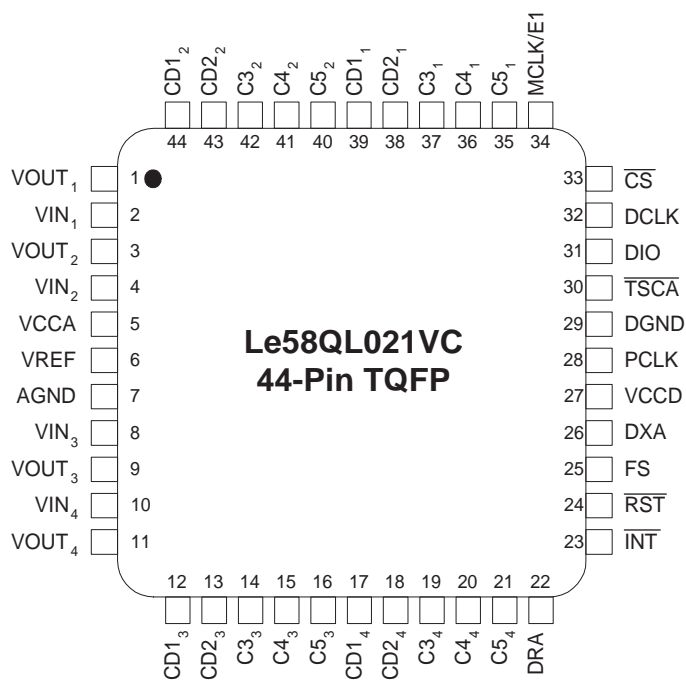 CD1₂ CD2₂ C3₂ C4₂ C5₂ CD1₁ CD2₁ C3₁ C4₁ C5₁ MCLK/E1
44 43 42 41 40 39 38 37 36 35 34
VOUT₁ 1 33 C̅S̅
VIN₁ 2 32 DCLK
VOUT₂ 3 31 DIO
VIN₂ 4 30 T̅S̅C̅A̅
VCCA 5 29 DGND
VREF 6 28 PCLK
AGND 7 27 VCCD
VIN₃ 8 26 DXA
VOUT₃ 9 25 FS
VIN₄ 10 24 R̅S̅T̅
VOUT₄ 11 23 I̅N̅T̅
Le58QL021VC
44-Pin TQFP
12 13 14 15 16 17 18 19 20 21 22
CD1₃ CD2₃ C3₃ C4₃ C5₃ CD1₄ CD2₄ C3₄ C4₄ C5₄ DRA